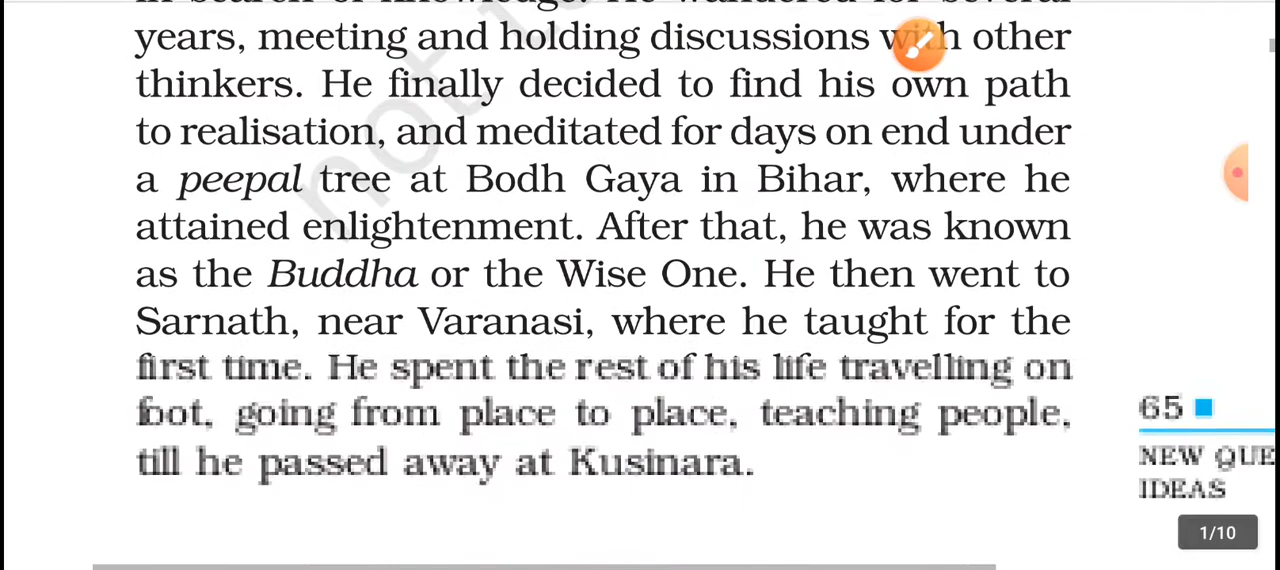 years, meeting and holding discussions with other
thinkers. He finally decided to find his own path
to realisation, and meditated for days on end under
a peepal tree at Bodh Gaya in Bihar, where he
attained enlightenment. After that, he was known
as the Buddha or the Wise One. He then went to
Sarnath, near Varanasi, where he taught for the
first time. He spent the rest of his life travelling on
foot, going from place to place, teaching people,
till he passed away at Kusinara.
65
NEW QUE
IDEAS
1/10
not